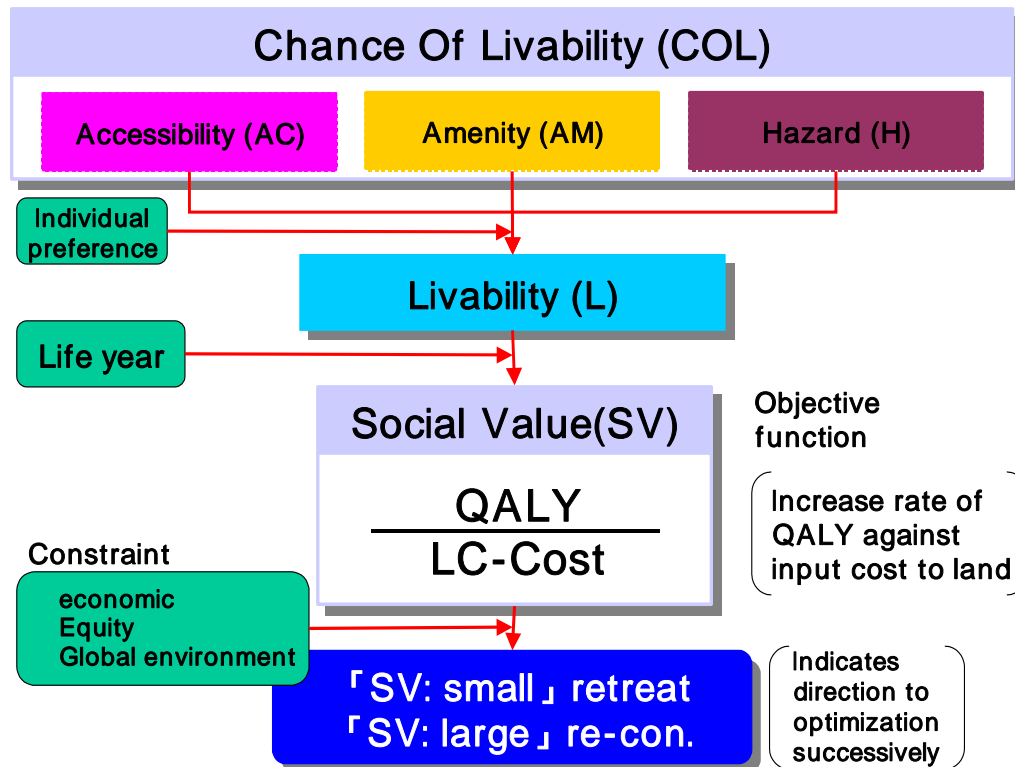 Chance Of Livability (COL)
Accessibility (AC)
Amenity (AM)
Hazard (H)
Individual
preference
Livability (L)
Life year
Social Value(SV)
QALY
LC-Cost
Objective
function
Increase rate of
QALY against
input cost to land
Constraint
economic
Equity
Global environment
「SV: small」 retreat
「SV: large」 re-con.
Indicates
direction to
optimization
successively